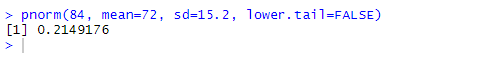 > pnorm(84, mean=72, sd=15.2, lower.tail=FALSE)
[1] 0.2149176
>